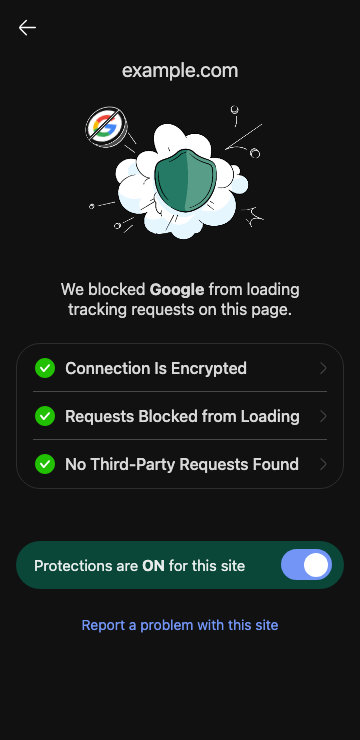 example.com
We blocked Google from loading
tracking requests on this page.
Connection Is Encrypted
Requests Blocked from Loading
No Third-Party Requests Found
Protections are ON for this site
Report a problem with this site